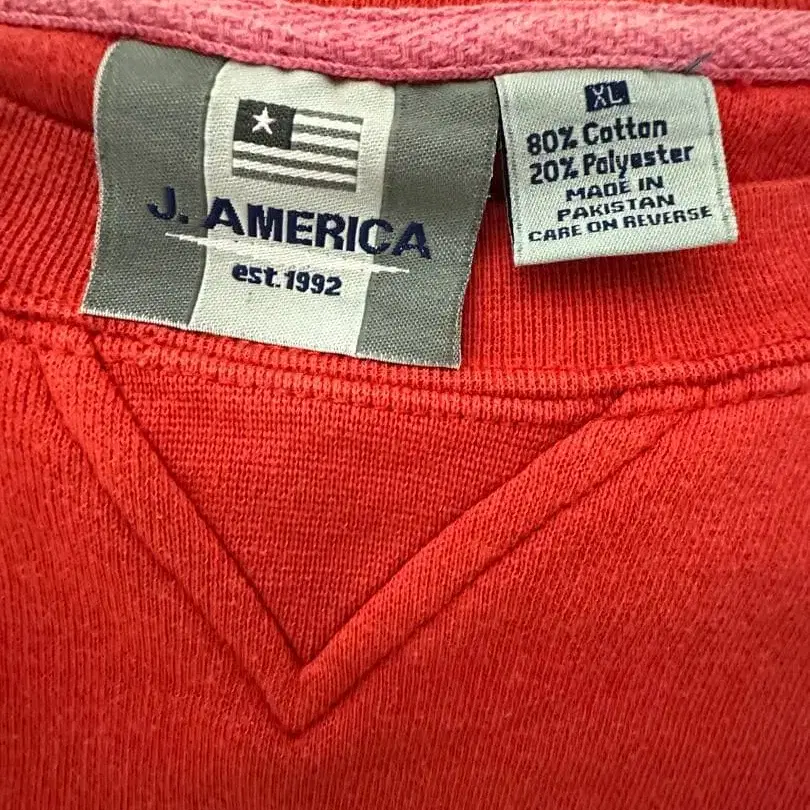 J. AMERICA
est.1992
XL
80% Cotton
20% Polyester
MADE IN
PAKISTAN
CARE ON REVERSE